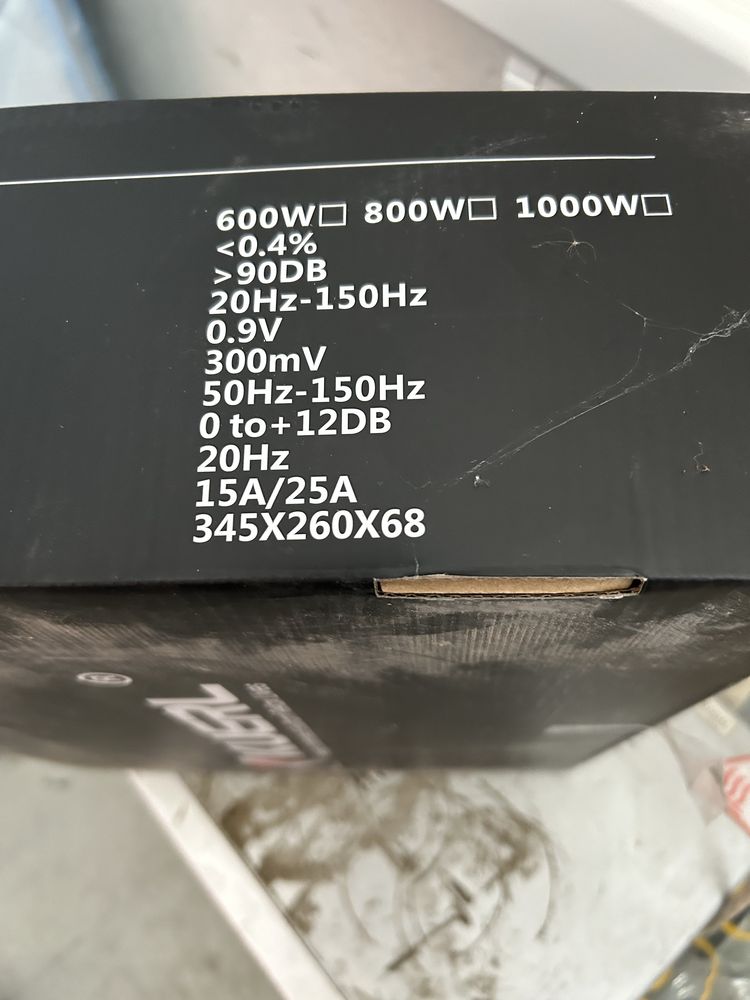 600W□ 800W□ 1000W□
<0.4%
>90DB
20Hz-150Hz
0.9V
300mV
50Hz-150Hz
0 to+12DB
20Hz
15A/25A
345X260X68